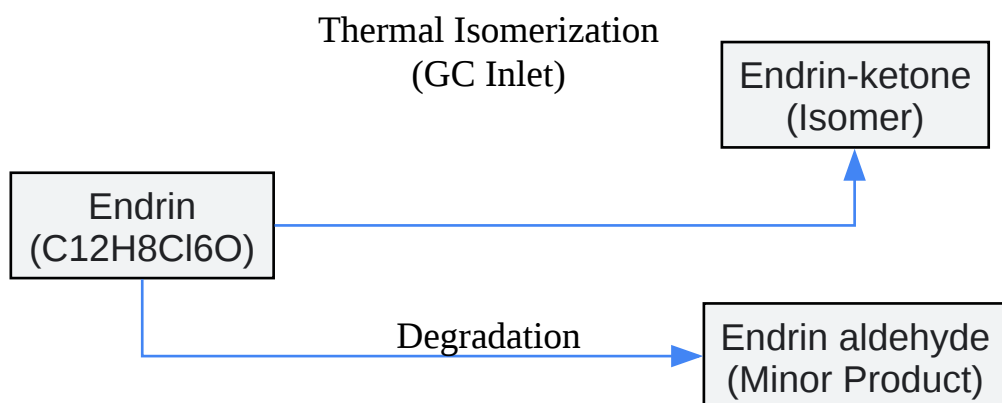 Thermal Isomerization
(GC Inlet)
Endrin-ketone
(Isomer)
Endrin
(C12H8Cl6O)
Degradation
Endrin aldehyde
(Minor Product)